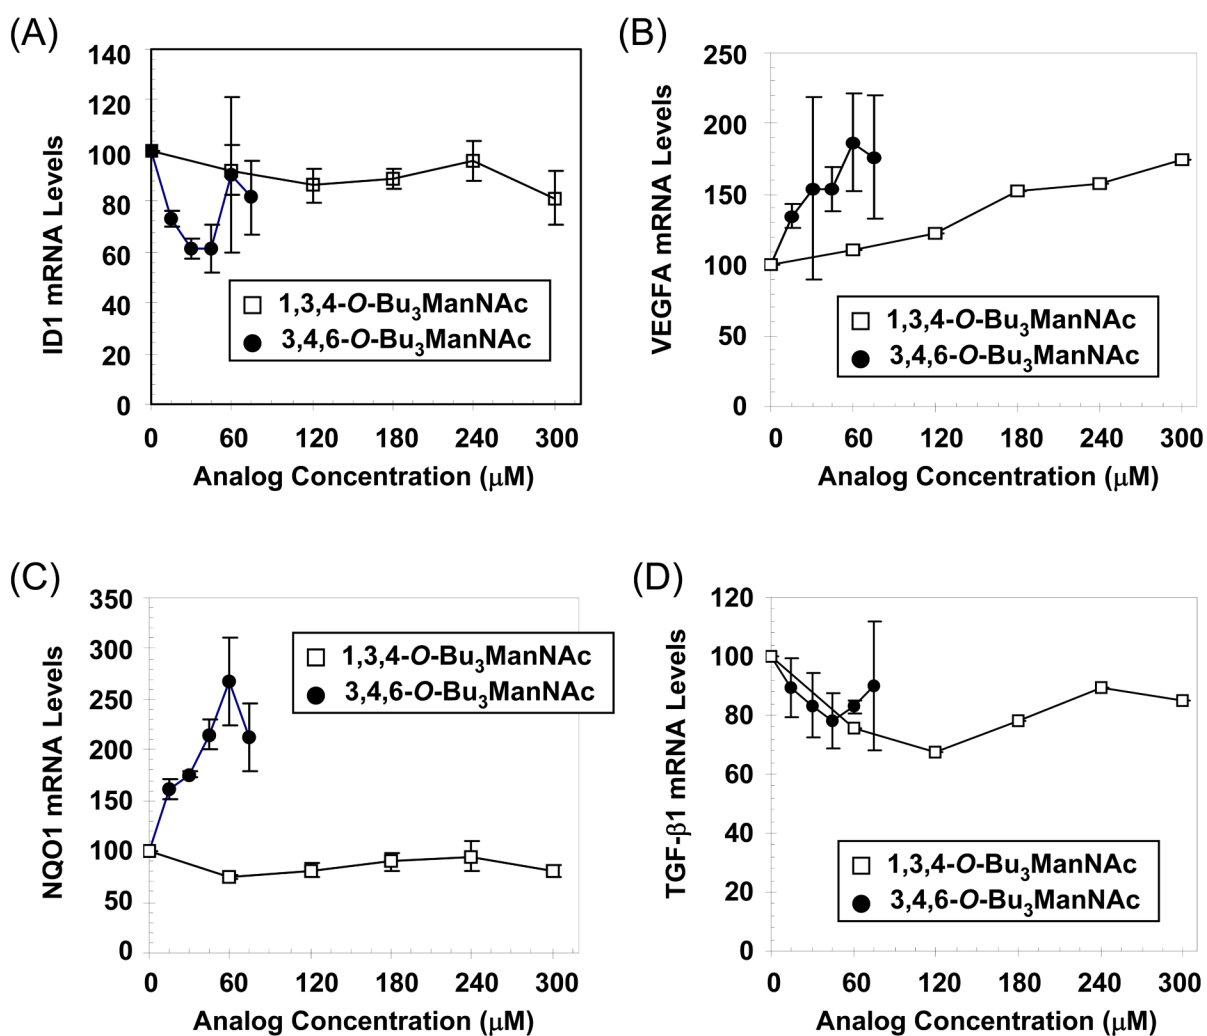 (A)
140
120
100
80
60
40
20
0
ID1 mRNA Levels
1,3,4-O-Bu3ManNAc
3,4,6-O-Bu3ManNAc
0 60 120 180 240 300
Analog Concentration (μM)
(B)
250
200
150
100
50
0
VEGFA mRNA Levels
1,3,4-O-Bu3ManNAc
3,4,6-O-Bu3ManNAc
0 60 120 180 240 300
Analog Concentration (μM)
(C)
350
300
250
200
150
100
50
0
NQO1 mRNA Levels
1,3,4-O-Bu3ManNAc
3,4,6-O-Bu3ManNAc
0 60 120 180 240 300
Analog Concentration (μM)
(D)
120
100
80
60
40
20
0
TGF-β1 mRNA Levels
1,3,4-O-Bu3ManNAc
3,4,6-O-Bu3ManNAc
0 60 120 180 240 300
Analog Concentration (μM)